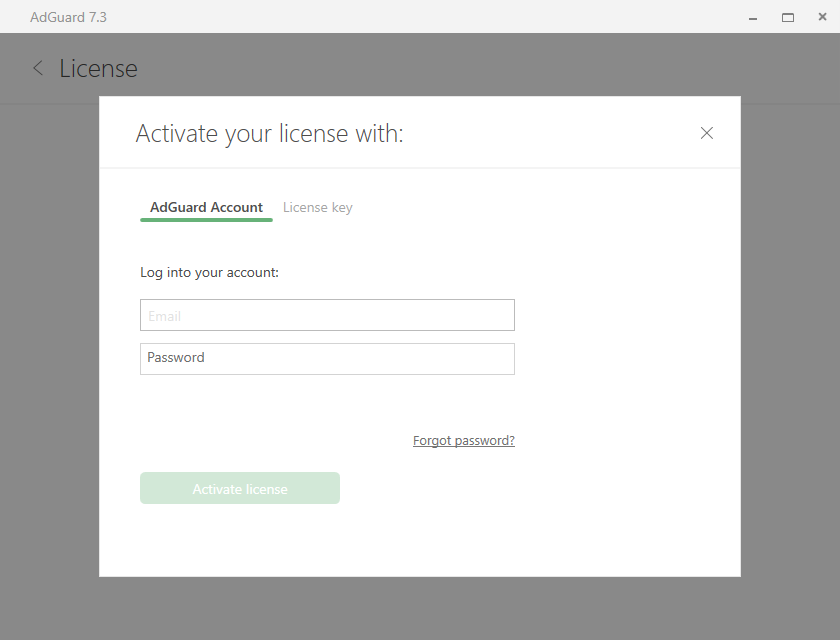 AdGuard 7.3
License
Activate your license with:
AdGuard Account License key
Log into your account:
Email
Password
Forgot password?
Activate license